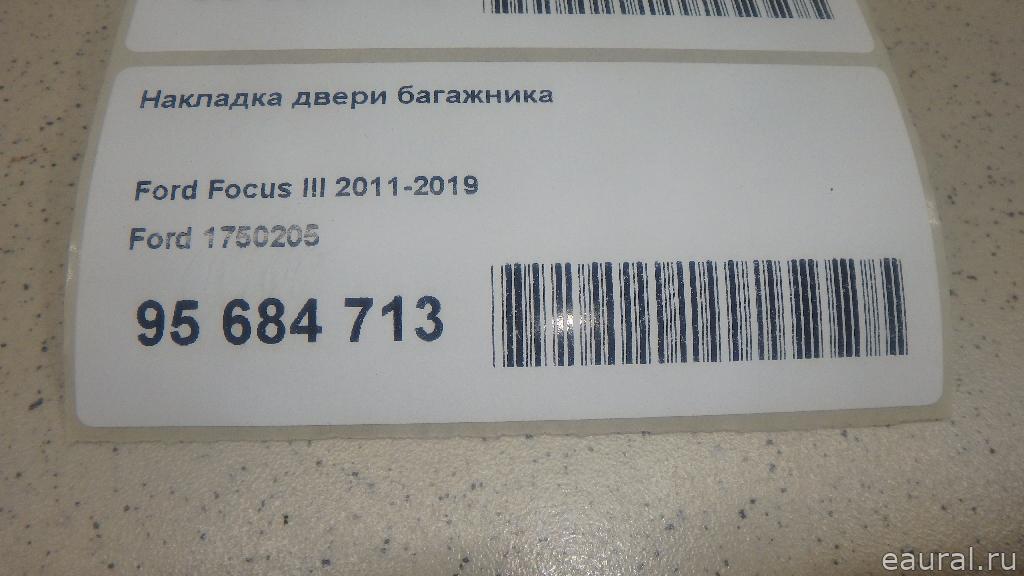 Накладка двери багажника
Ford Focus III 2011-2019
Ford 1750205
95 684 713
eaural.ru